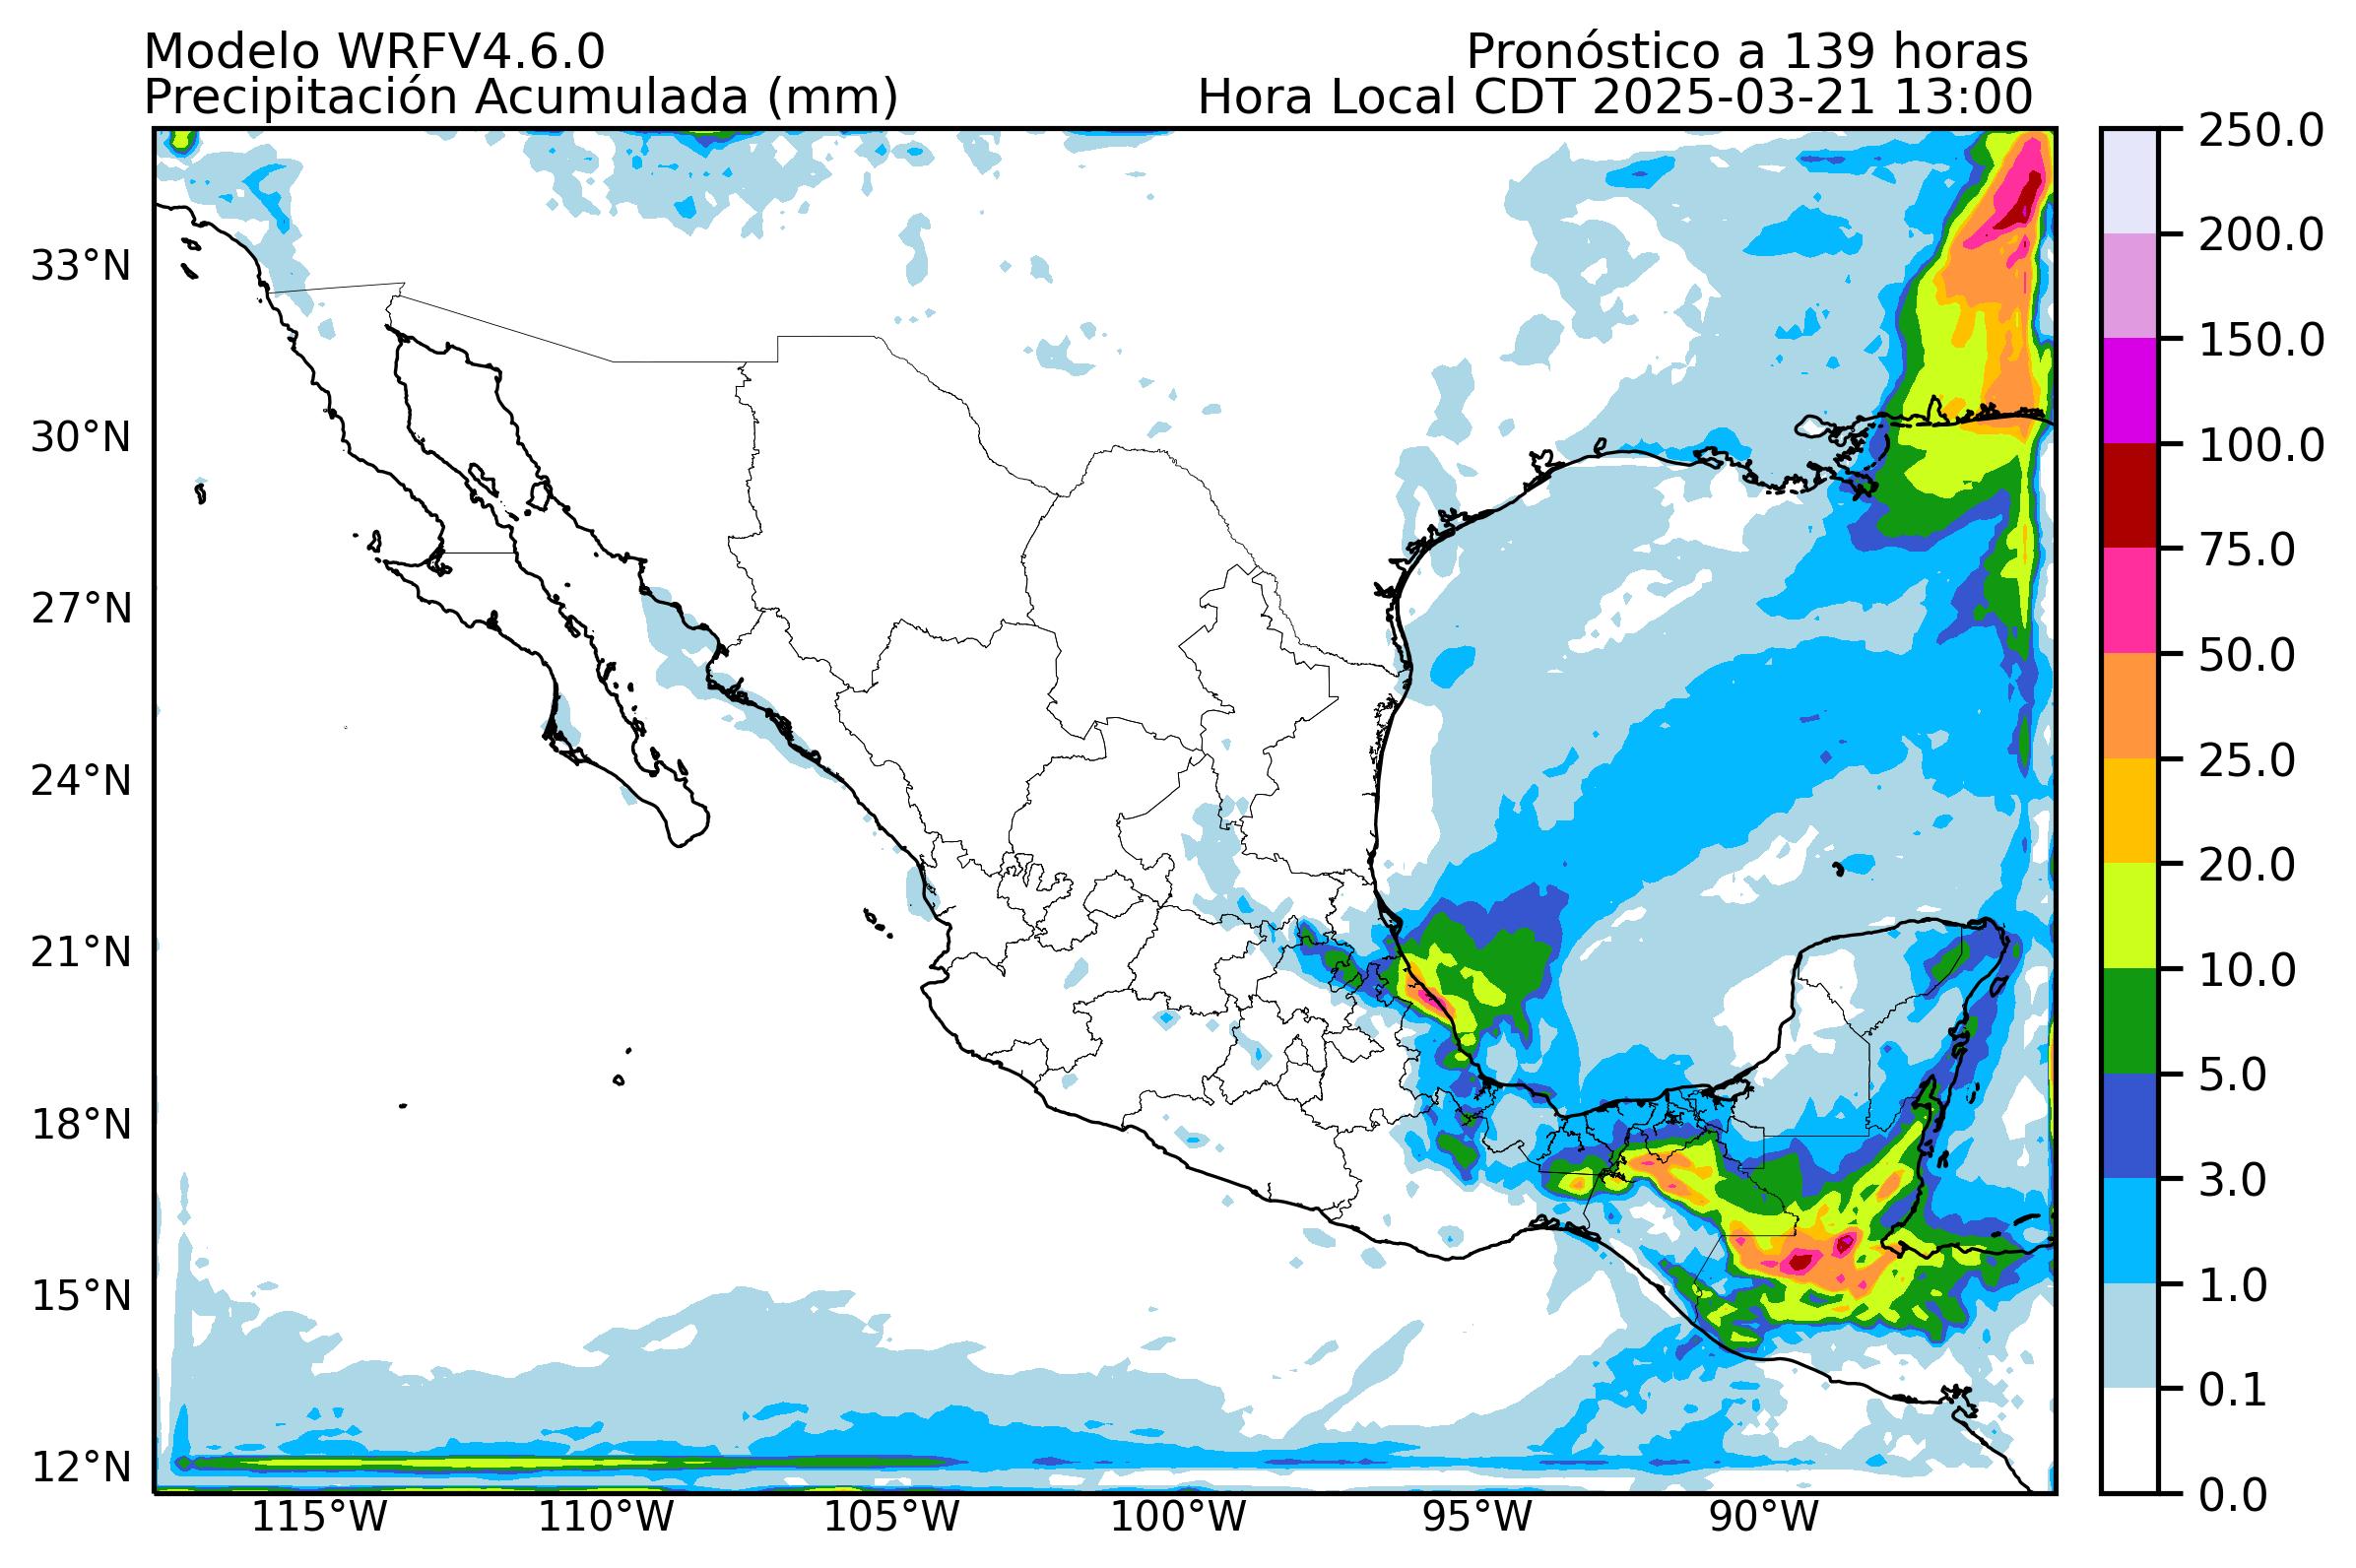 Modelo WRFV4.6.0
Pronóstico a 139 horas
Precipitación Acumulada (mm)
Hora Local CDT 2025-03-21 13:00
33°N
30°N
27°N
24°N
21°N
18°N
15°N
12°N
115°W
110°W
105°W
100°W
95°W
90°W
250.0
200.0
150.0
100.0
75.0
50.0
25.0
20.0
10.0
5.0
3.0
1.0
0.1
0.0